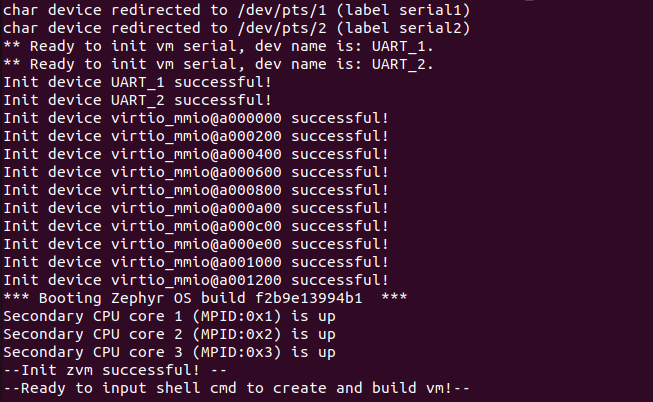 char device redirected to /dev/pts/1 (label serial1)
char device redirected to /dev/pts/2 (label serial2)
** Ready to init vm serial, dev name is: UART_1.
** Ready to init vm serial, dev name is: UART_2.
Init device UART_1 successful!
Init device UART_2 successful!
Init device virtio_mmio@a000000 successful!
Init device virtio_mmio@a000200 successful!
Init device virtio_mmio@a000400 successful!
Init device virtio_mmio@a000600 successful!
Init device virtio_mmio@a000800 successful!
Init device virtio_mmio@a000a00 successful!
Init device virtio_mmio@a000c00 successful!
Init device virtio_mmio@a000e00 successful!
Init device virtio_mmio@a001000 successful!
Init device virtio_mmio@a001200 successful!
*** Booting Zephyr OS build f2b9e13994b1  ***
Secondary CPU core 1 (MPID:0x1) is up
Secondary CPU core 2 (MPID:0x2) is up
Secondary CPU core 3 (MPID:0x3) is up
--Init zvm successful! --
--Ready to input shell cmd to create and build vm!--